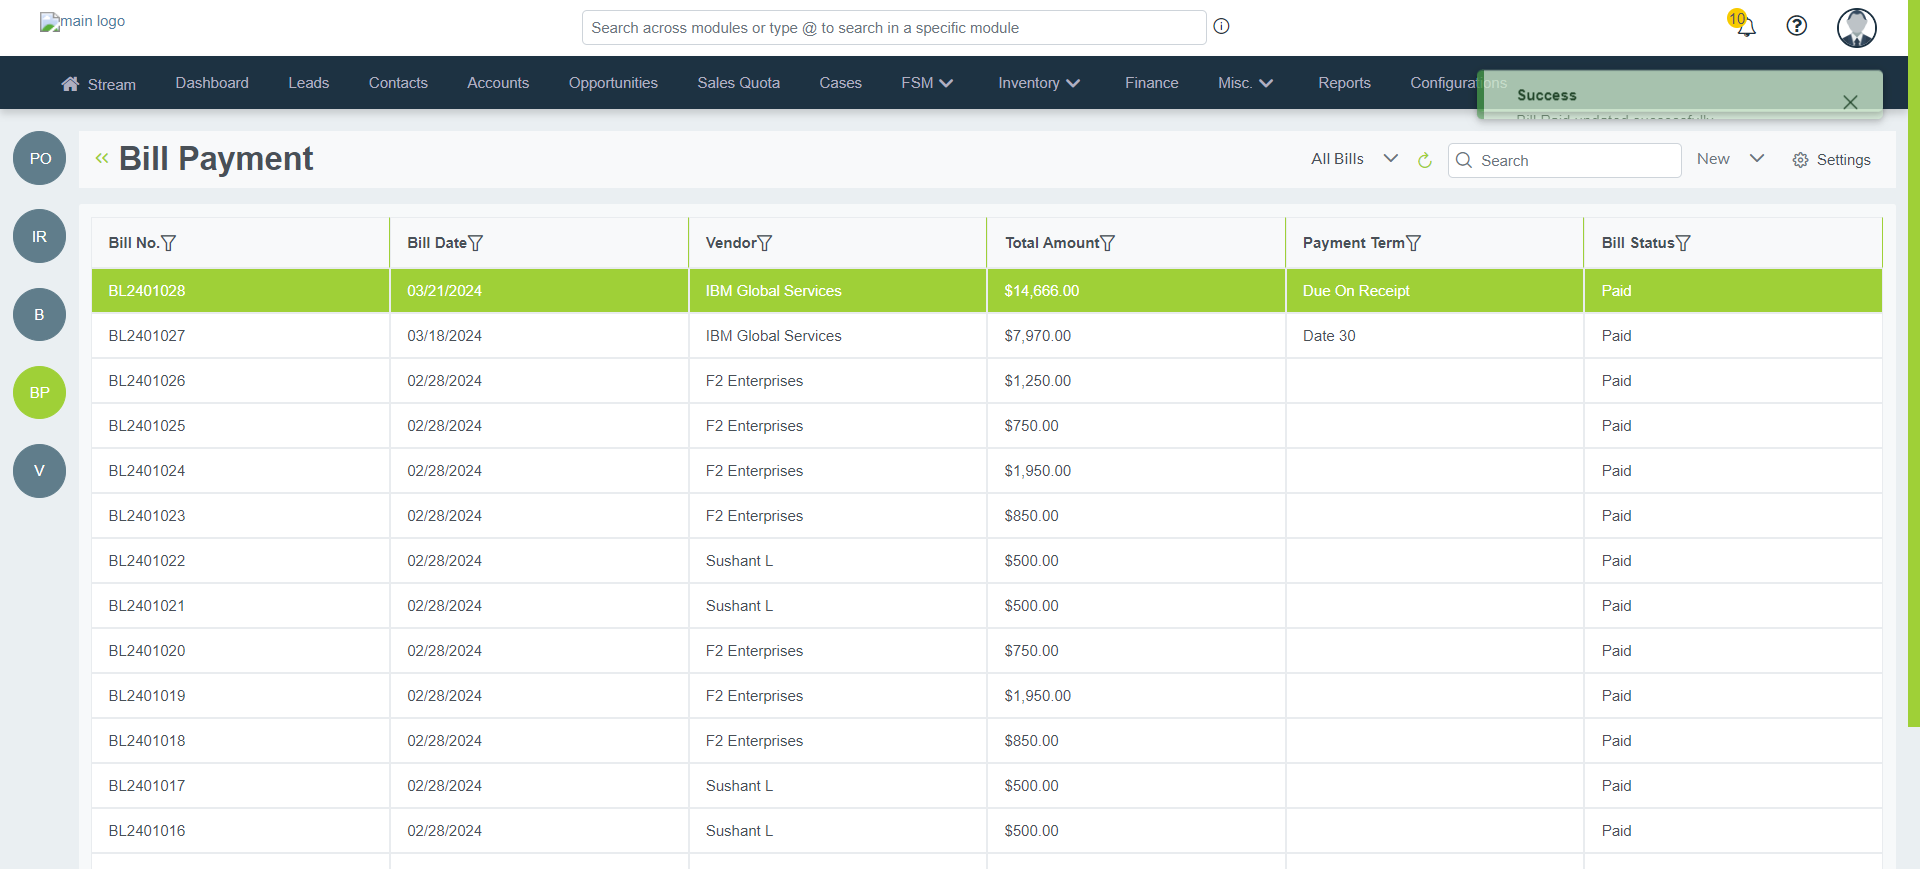 main logo
Search across modules or type @ to search in a specific module
10
Stream Dashboard Leads Contacts Accounts Opportunities Sales Quota Cases FSM Inventory Finance Misc. Reports Configurations
Success
Bill Paid updated successfully
PO
IR
B
BP
V
Bill Payment
All Bills Search New Settings
Bill No. Bill Date Vendor Total Amount Payment Term Bill Status
BL2401028 03/21/2024 IBM Global Services $14,666.00 Due On Receipt Paid
BL2401027 03/18/2024 IBM Global Services $7,970.00 Date 30 Paid
BL2401026 02/28/2024 F2 Enterprises $1,250.00 Paid
BL2401025 02/28/2024 F2 Enterprises $750.00 Paid
BL2401024 02/28/2024 F2 Enterprises $1,950.00 Paid
BL2401023 02/28/2024 F2 Enterprises $850.00 Paid
BL2401022 02/28/2024 Sushant L $500.00 Paid
BL2401021 02/28/2024 Sushant L $500.00 Paid
BL2401020 02/28/2024 F2 Enterprises $750.00 Paid
BL2401019 02/28/2024 F2 Enterprises $1,950.00 Paid
BL2401018 02/28/2024 F2 Enterprises $850.00 Paid
BL2401017 02/28/2024 Sushant L $500.00 Paid
BL2401016 02/28/2024 Sushant L $500.00 Paid